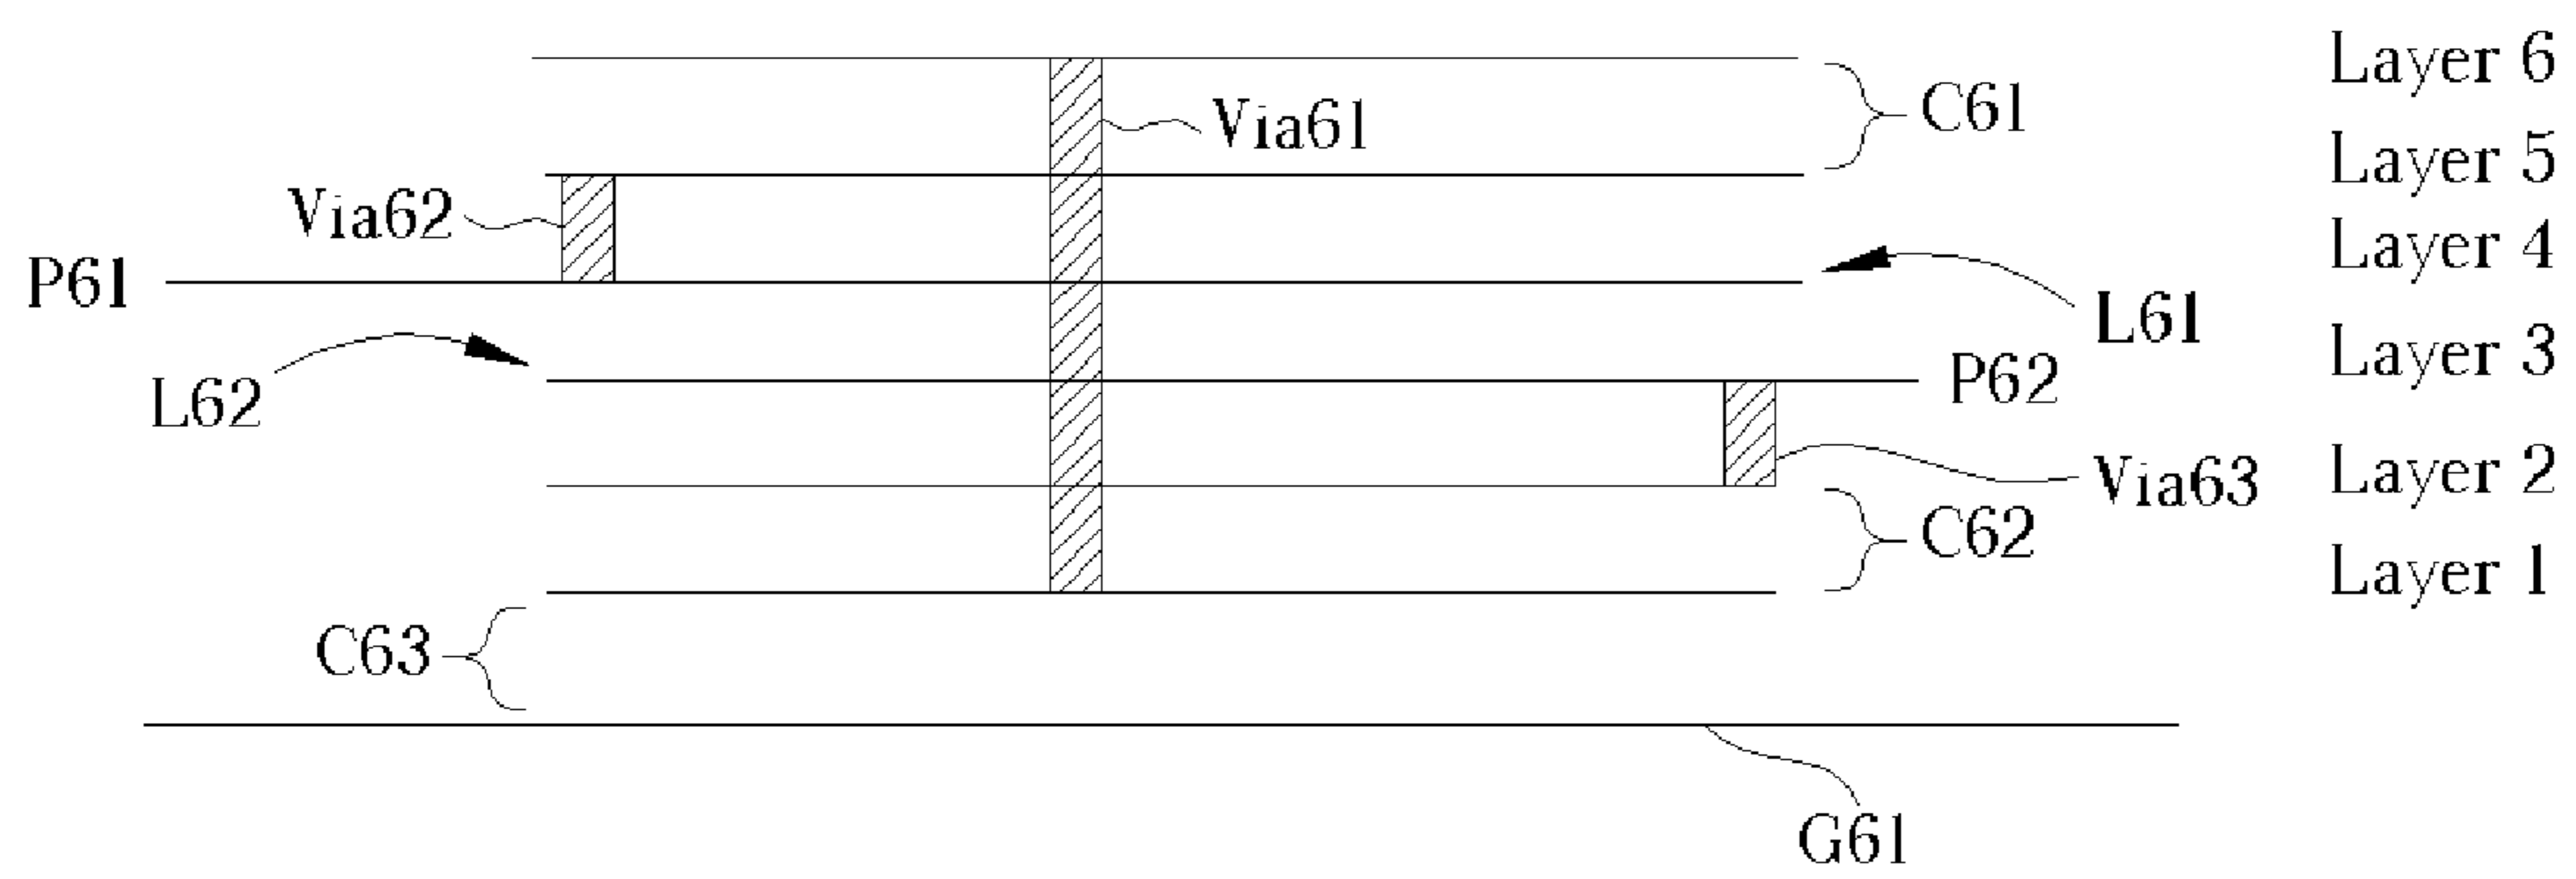 Layer 6
C61
Via61
Layer 5
Via62
Layer 4
P61
L61
Layer 3
P62
L62
Via63
Layer 2
C62
Layer 1
C63
G61